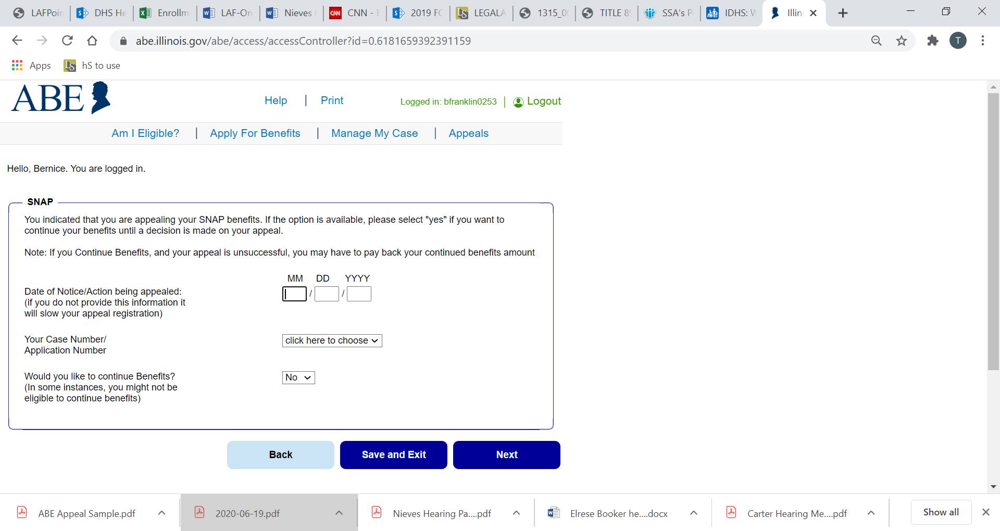 LAFPoin
DHS He
Enrollm
LAF-On
Nieves
CNN - E
2019 FC
LEGALA
1315_0
TITLE 89
SSA's P
IDHS: W
Illin
abe.illinois.gov/abe/access/accessController?id=0.6181659392391159
T
Apps
hS to use
ABE
Help | Print
Logged in: bfranklin0253 | Logout
Am I Eligible? | Apply For Benefits | Manage My Case | Appeals
Hello, Bernice. You are logged in.
SNAP
You indicated that you are appealing your SNAP benefits. If the option is available, please select "yes" if you want to
continue your benefits until a decision is made on your appeal.
Note: If you Continue Benefits, and your appeal is unsuccessful, you may have to pay back your continued benefits amount
MM DD YYYY
Date of Notice/Action being appealed:
/ /
(if you do not provide this information it
will slow your appeal registration)
Your Case Number/
Application Number
click here to choose
Would you like to continue Benefits?
(In some instances, you might not be
eligible to continue benefits)
No
Back
Save and Exit
Next
ABE Appeal Sample.pdf
2020-06-19.pdf
Nieves Hearing Pa....pdf
Elrese Booker he....docx
Carter Hearing Me....pdf
Show all